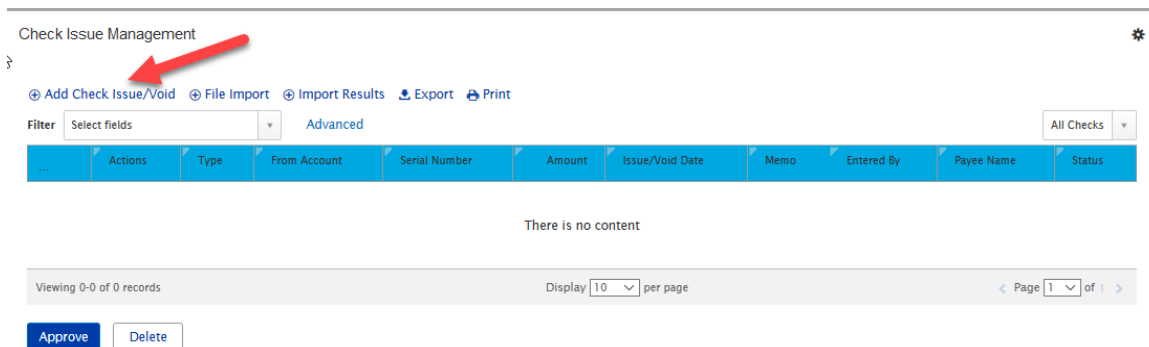 Check Issue Management
Add Check Issue/Void File Import Import Results Export Print
Filter Select fields Advanced All Checks
... Actions Type From Account Serial Number Amount Issue/Void Date Memo Entered By Payee Name Status
There is no content
Viewing 0-0 of 0 records Display 10 per page Page 1 of 1
Approve Delete